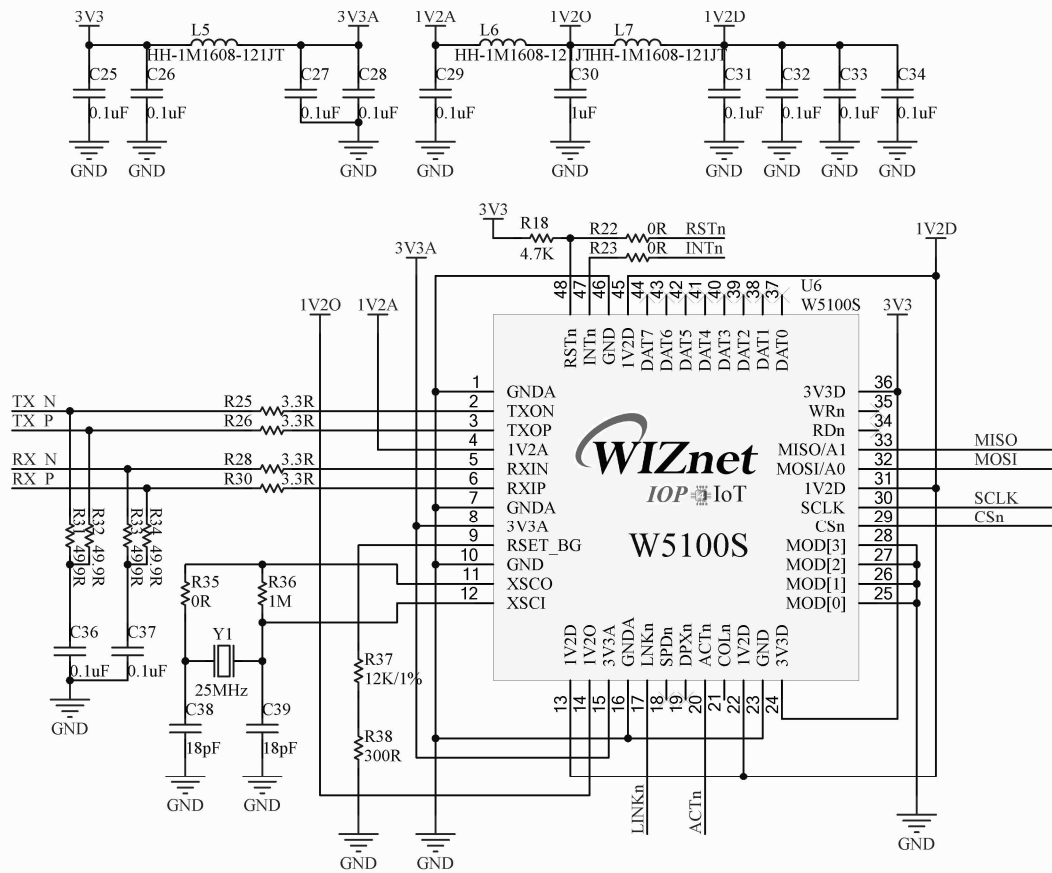 3V3
L5
3V3A
1V2A
L6
1V2O
L7
1V2D
HH-1M1608-121JT
HH-1M1608-121JT
HH-1M1608-121JT
C25
C26
C27
C28
C29
C30
C31
C32
C33
C34
0.1uF
0.1uF
0.1uF
0.1uF
0.1uF
1uF
0.1uF
0.1uF
0.1uF
0.1uF
GND
GND
GND
GND
GND
GND
GND
GND
GND
3V3
R18
4.7K
R22
0R
RSTn
R23
0R
INTn
3V3A
1V2D
1V2O
1V2A
3V3
U6
W5100S
48
47
46
45
44
43
42
41
40
39
38
37
RSTn
INTn
GND
1V2D
DAT7
DAT6
DAT5
DAT4
DAT3
DAT2
DAT1
DAT0
1 GNDA
TX_N R25 3.3R 2 TXON
TX_P R26 3.3R 3 TXOP
4 1V2A
RX_N R28 3.3R 5 RXIN
RX_P R30 3.3R 6 RXIP
7 GNDA
8 3V3A
9 RSET_BG
10 GND
11 XSCO
12 XSCI
3V3D 36
WRn 35
RDn 34
MISO/A1 33 MISO
MOSI/A0 32 MOSI
1V2D 31
SCLK 30 SCLK
CSn 29 CSn
MOD[3] 28
MOD[2] 27
MOD[1] 26
MOD[0] 25
WIZnet
IOP IoT
W5100S
R31
49.9R
R32
49.9R
R33
49.9R
R34
49.9R
R35
0R
R36
1M
Y1
25MHz
C36
0.1uF
C37
0.1uF
C38
18pF
C39
18pF
R37
12K/1%
R38
300R
1V2D
1V2O
3V3A
GNDA
LNKn
SPDn
DPXn
ACTn
COLn
1V2D
GND
3V3D
13
14
15
16
17
18
19
20
21
22
23
24
LINKn
ACTn
GND
GND
GND
GND
GND
GND